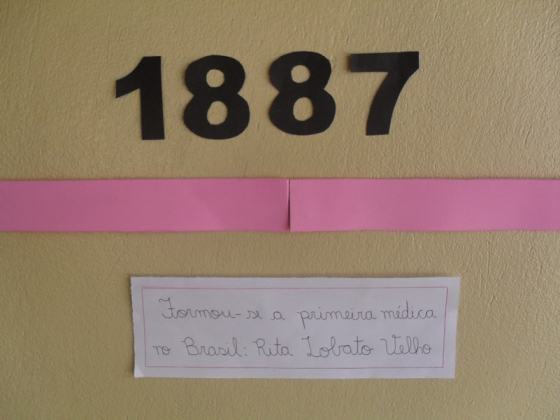 1887
Formou-se a primeira médica
no Brasil: Rita Lobato Velho